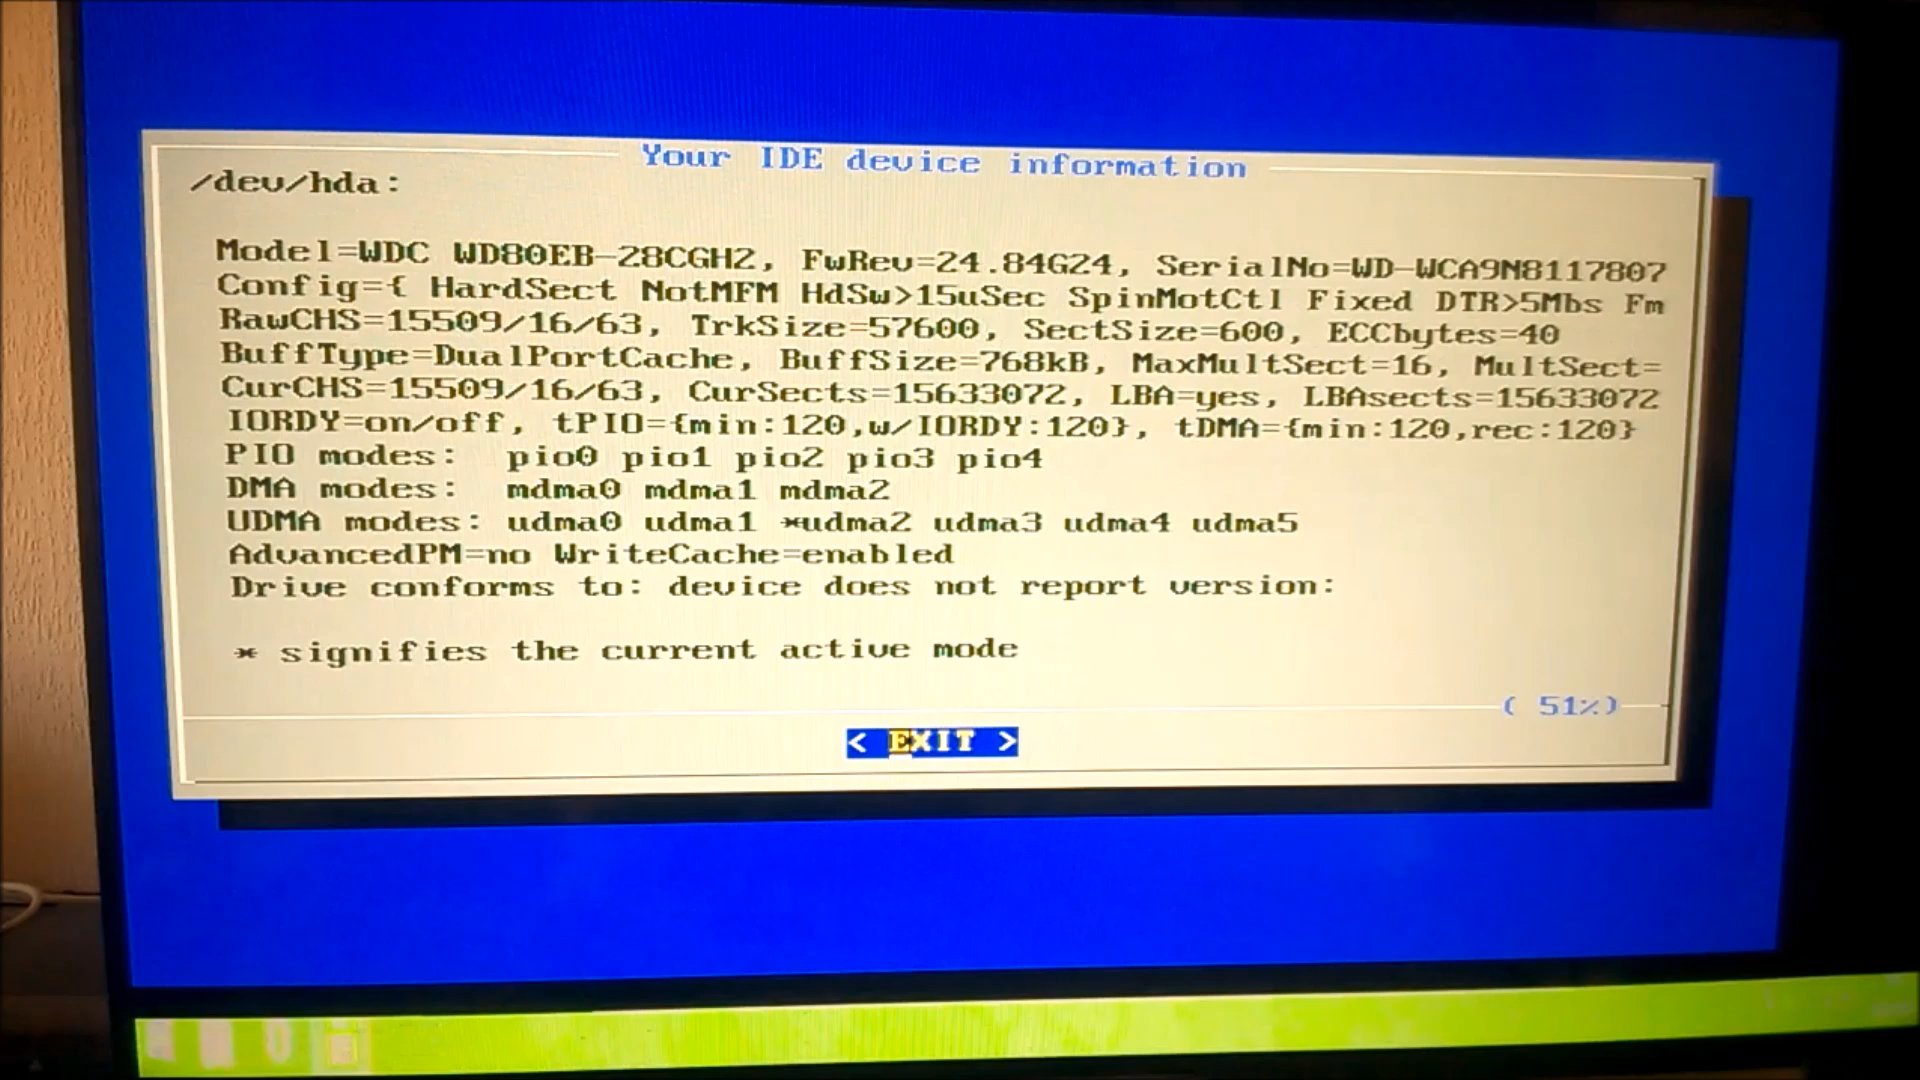 Your IDE device information
/dev/hda:
Model=WDC WD80EB-28CGH2, FwRev=24.84G24, SerialNo=WD-WCA9N8117807
Config={ HardSect NotMFM HdSw>15uSec SpinMotCtl Fixed DTR>5Mbs Fm
RawCHS=15509/16/63, TrkSize=57600, SectSize=600, ECCbytes=40
BuffType=DualPortCache, BuffSize=768kB, MaxMultSect=16, MultSect=
CurCHS=15509/16/63, CurSects=15633072, LBA=yes, LBAsects=15633072
IORDY=on/off, tPIO={min:120,w/IORDY:120}, tDMA={min:120,rec:120}
PIO modes: pio0 pio1 pio2 pio3 pio4
DMA modes: mdma0 mdma1 mdma2
UDMA modes: udma0 udma1 *udma2 udma3 udma4 udma5
AdvancedPM=no WriteCache=enabled
Drive conforms to: device does not report version:
* signifies the current active mode
( 51%)
< EXIT >